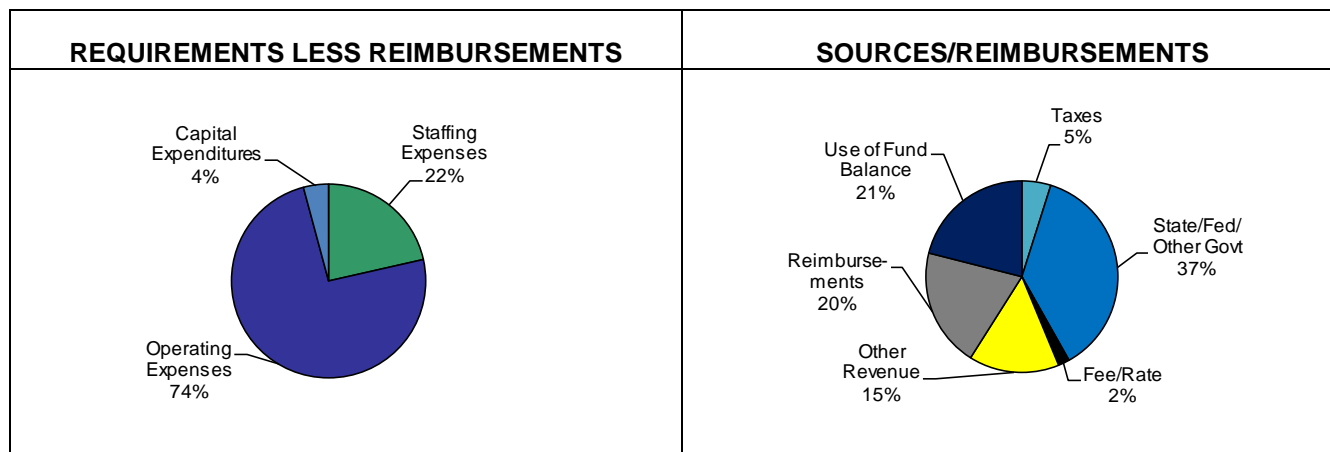 REQUIREMENTS LESS REIMBURSEMENTS
Capital
Expenditures
4%
Staffing
Expenses
22%
Operating
Expenses
74%
SOURCES/REIMBURSEMENTS
Taxes
5%
Use of Fund
Balance
21%
State/Fed/
Other Govt
37%
Reimburse-
ments
20%
Other
Revenue
15%
Fee/Rate
2%